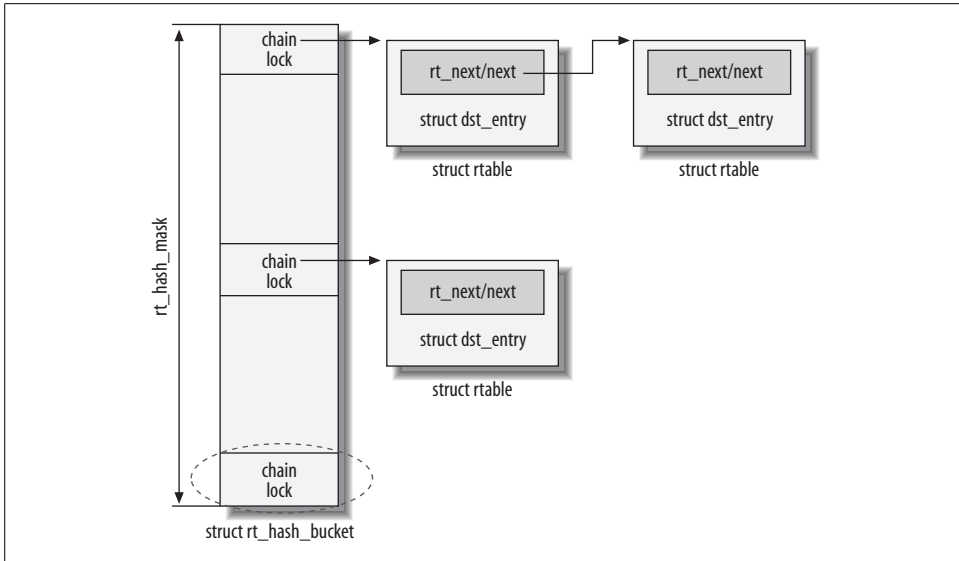 chain
lock
rt_next/next
struct dst_entry
struct rtable
rt_next/next
struct dst_entry
struct rtable
rt_hash_mask
chain
lock
rt_next/next
struct dst_entry
struct rtable
chain
lock
struct rt_hash_bucket